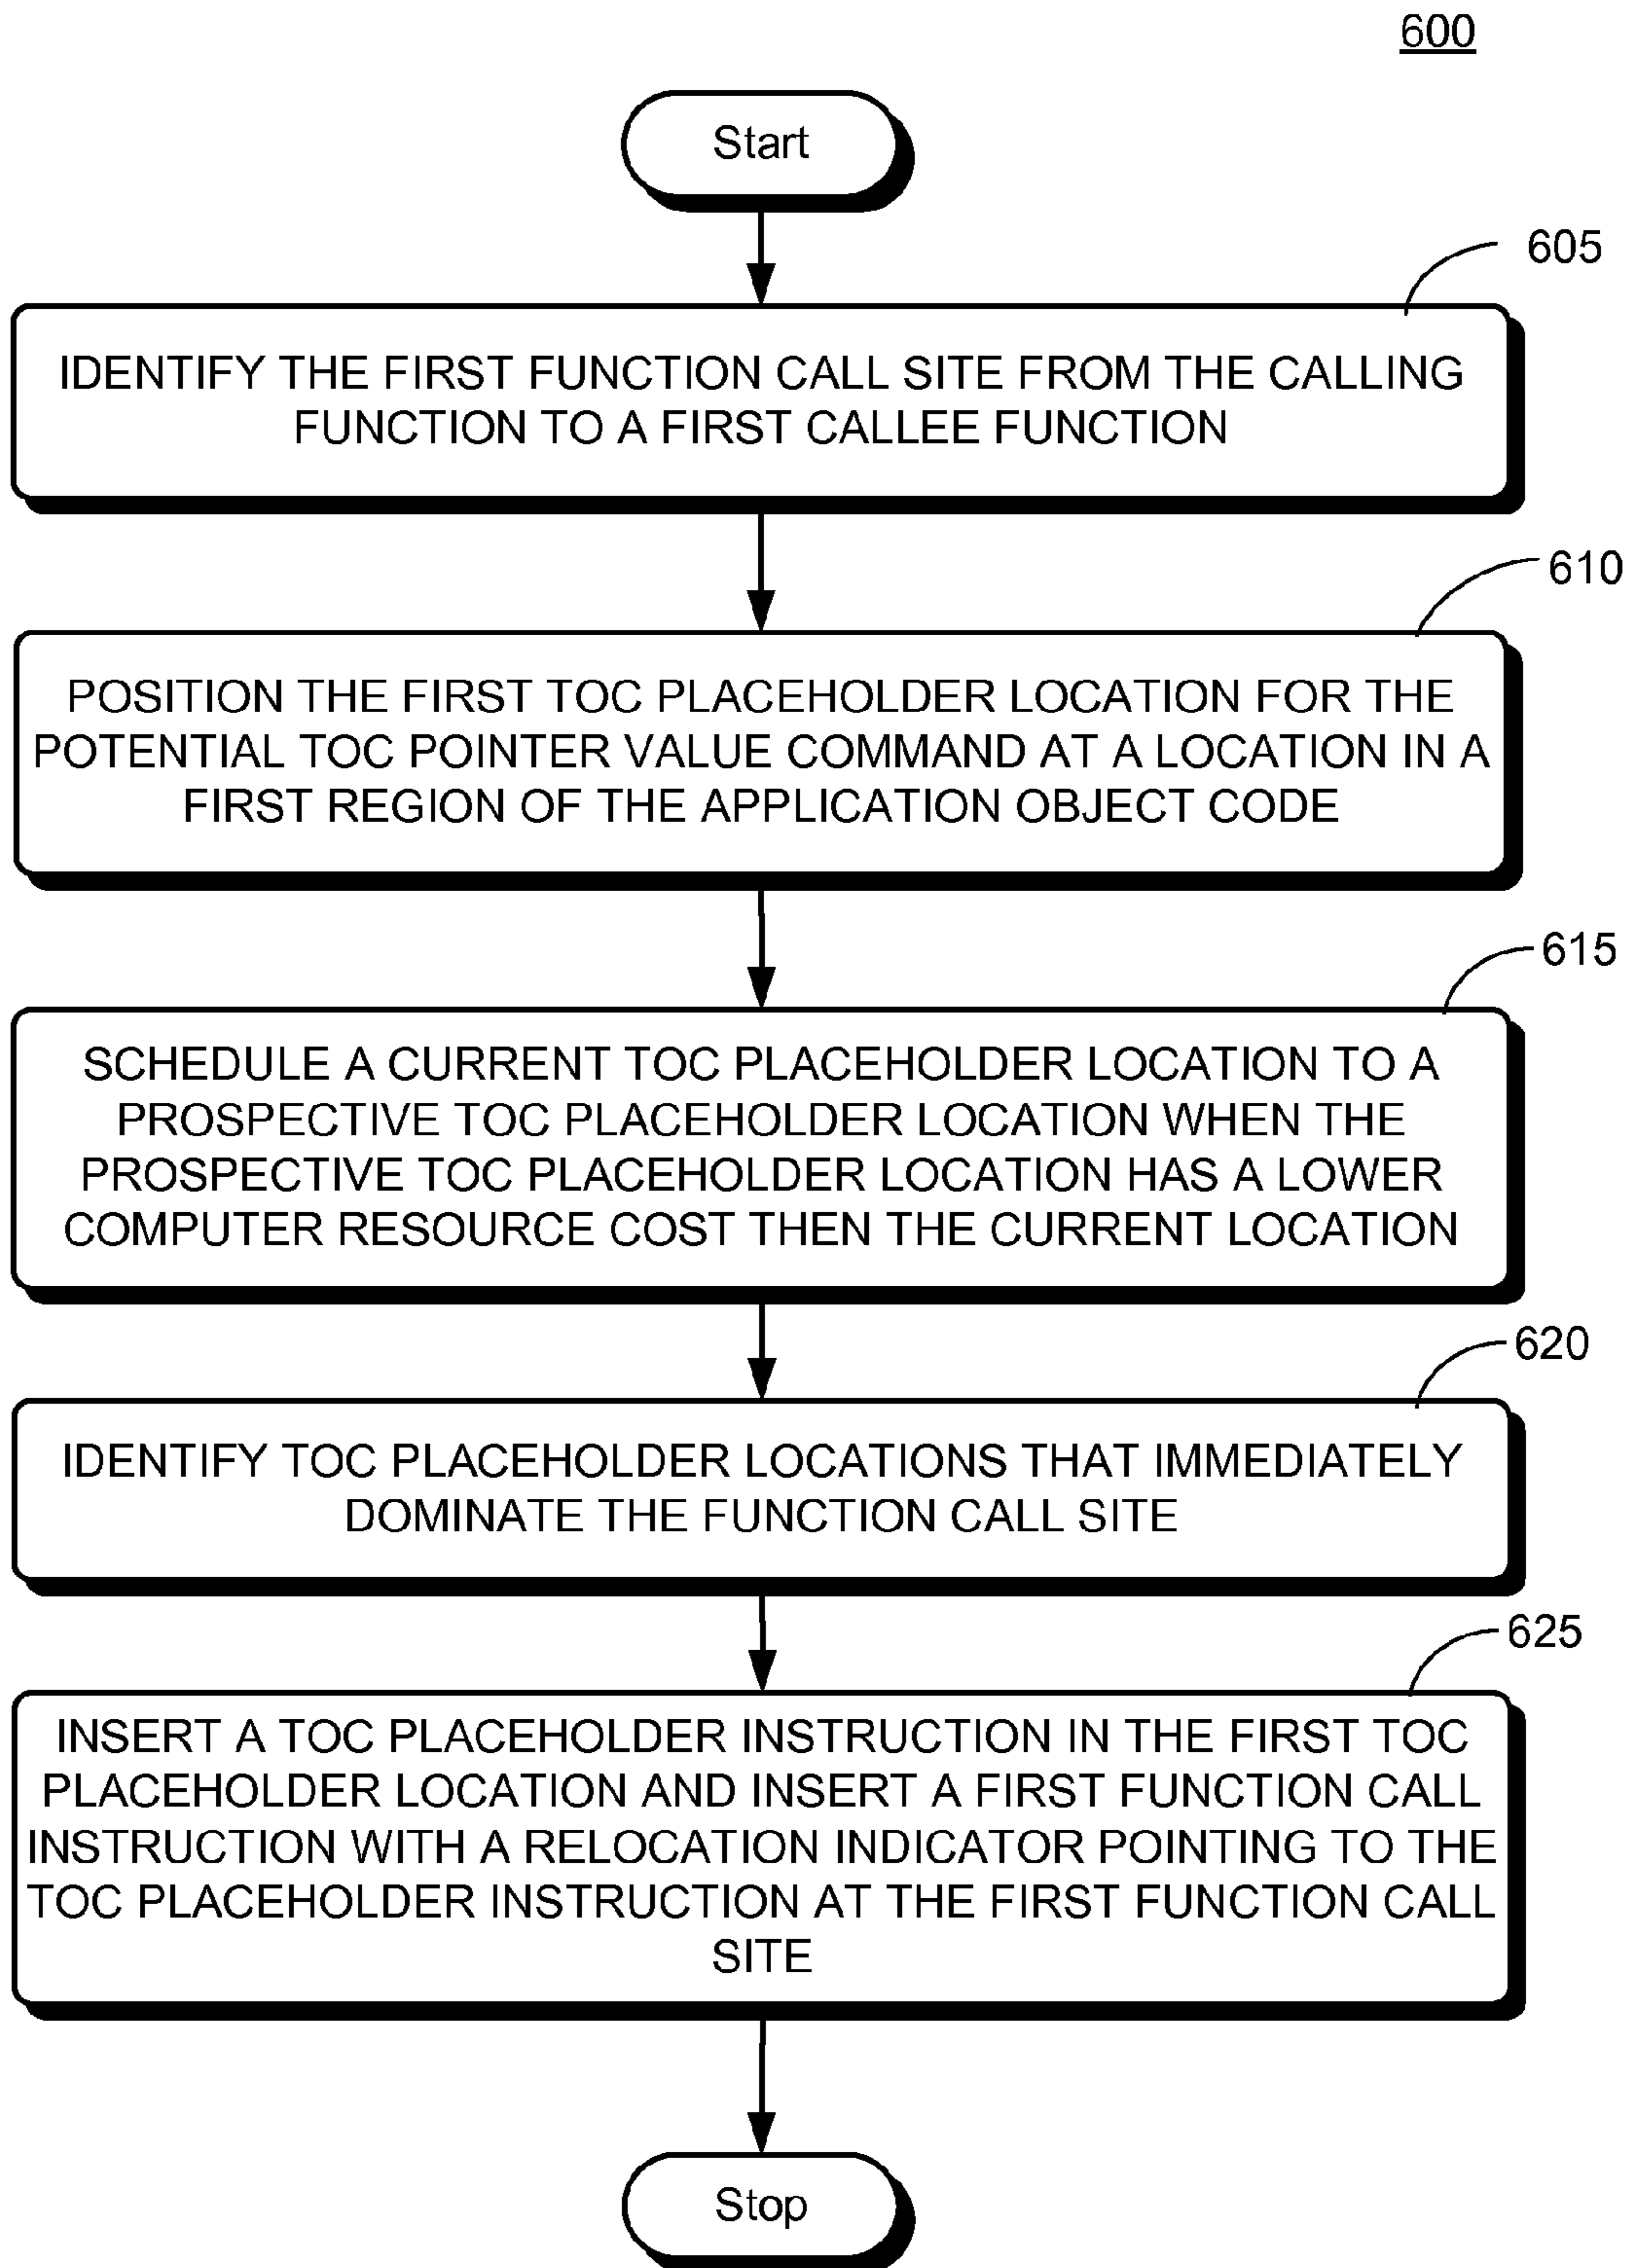 600
Start
605
IDENTIFY THE FIRST FUNCTION CALL SITE FROM THE CALLING
FUNCTION TO A FIRST CALLEE FUNCTION
610
POSITION THE FIRST TOC PLACEHOLDER LOCATION FOR THE
POTENTIAL TOC POINTER VALUE COMMAND AT A LOCATION IN A
FIRST REGION OF THE APPLICATION OBJECT CODE
615
SCHEDULE A CURRENT TOC PLACEHOLDER LOCATION TO A
PROSPECTIVE TOC PLACEHOLDER LOCATION WHEN THE
PROSPECTIVE TOC PLACEHOLDER LOCATION HAS A LOWER
COMPUTER RESOURCE COST THEN THE CURRENT LOCATION
620
IDENTIFY TOC PLACEHOLDER LOCATIONS THAT IMMEDIATELY
DOMINATE THE FUNCTION CALL SITE
625
INSERT A TOC PLACEHOLDER INSTRUCTION IN THE FIRST TOC
PLACEHOLDER LOCATION AND INSERT A FIRST FUNCTION CALL
INSTRUCTION WITH A RELOCATION INDICATOR POINTING TO THE
TOC PLACEHOLDER INSTRUCTION AT THE FIRST FUNCTION CALL
SITE
Stop